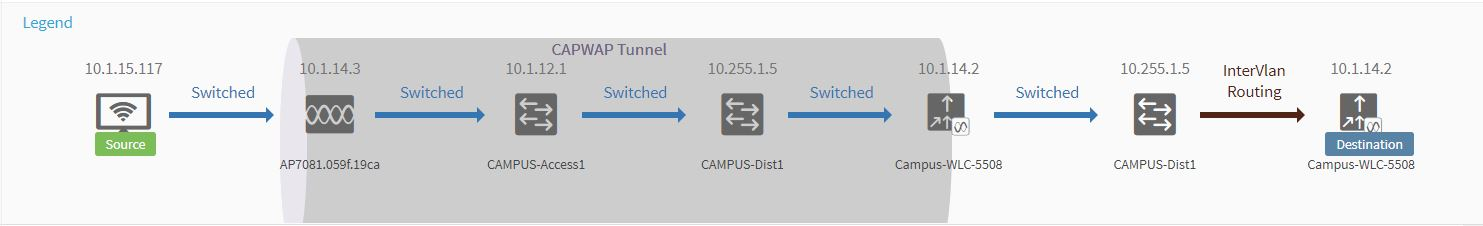 Legend
CAPWAP Tunnel
10.1.15.117
10.1.14.3
10.1.12.1
10.255.1.5
10.1.14.2
10.255.1.5
10.1.14.2
Switched
Switched
Switched
Switched
Switched
InterVlan
Routing
Source
Destination
AP7081.059f.19ca
CAMPUS-Access1
CAMPUS-Dist1
Campus-WLC-5508
CAMPUS-Dist1
Campus-WLC-5508